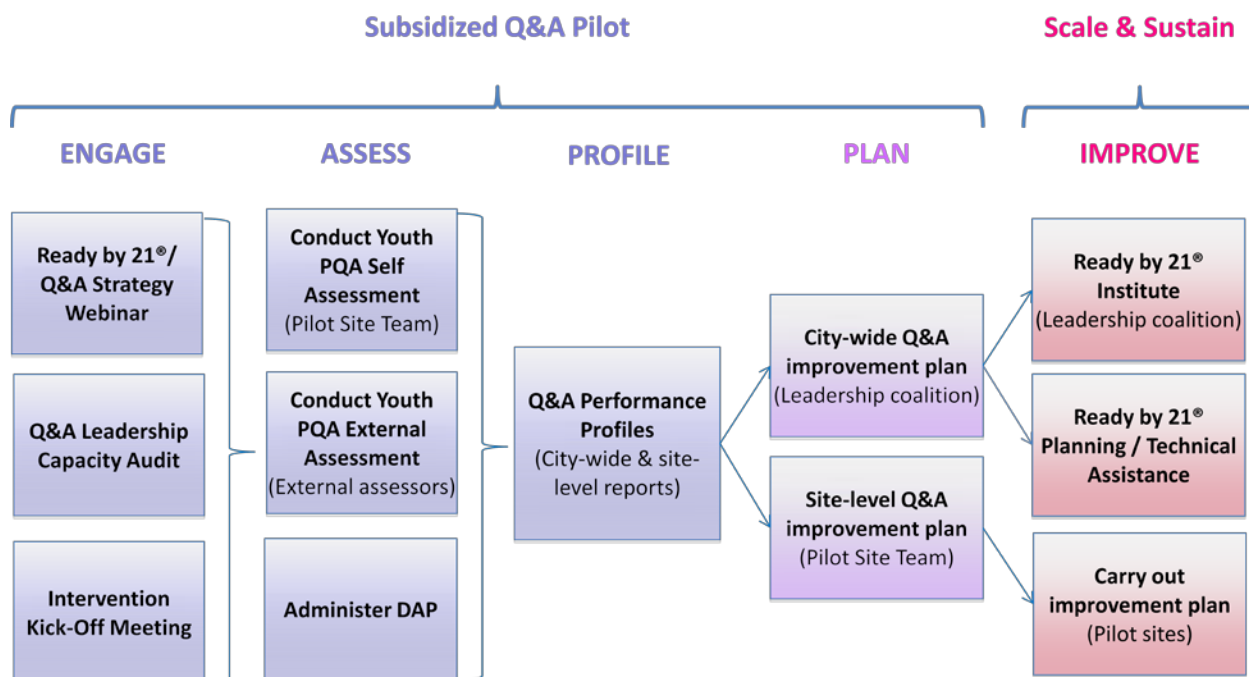 Subsidized Q&A Pilot
Scale & Sustain
ENGAGE
ASSESS
PROFILE
PLAN
IMPROVE
Ready by 21®/
Q&A Strategy
Webinar
Q&A Leadership
Capacity Audit
Intervention
Kick-Off Meeting
Conduct Youth
PQA Self
Assessment
(Pilot Site Team)
Conduct Youth
PQA External
Assessment
(External assessors)
Administer DAP
Q&A Performance
Profiles
(City-wide & site-
level reports)
City-wide Q&A
improvement plan
(Leadership coalition)
Site-level Q&A
improvement plan
(Pilot Site Team)
Ready by 21®
Institute
(Leadership coalition)
Ready by 21®
Planning / Technical
Assistance
Carry out
improvement plan
(Pilot sites)